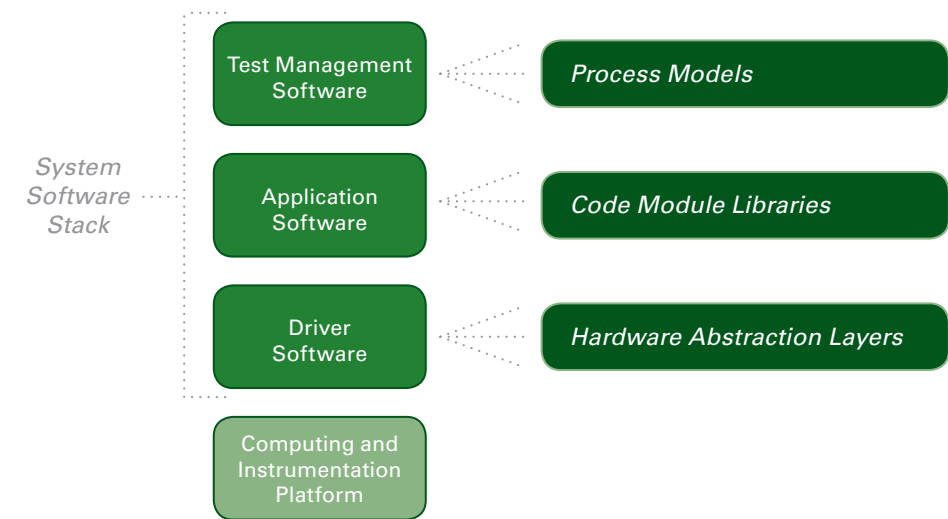 Test Management
Software
Process Models
System
Software
Stack
Application
Software
Code Module Libraries
Driver
Software
Hardware Abstraction Layers
Computing and
Instrumentation
Platform